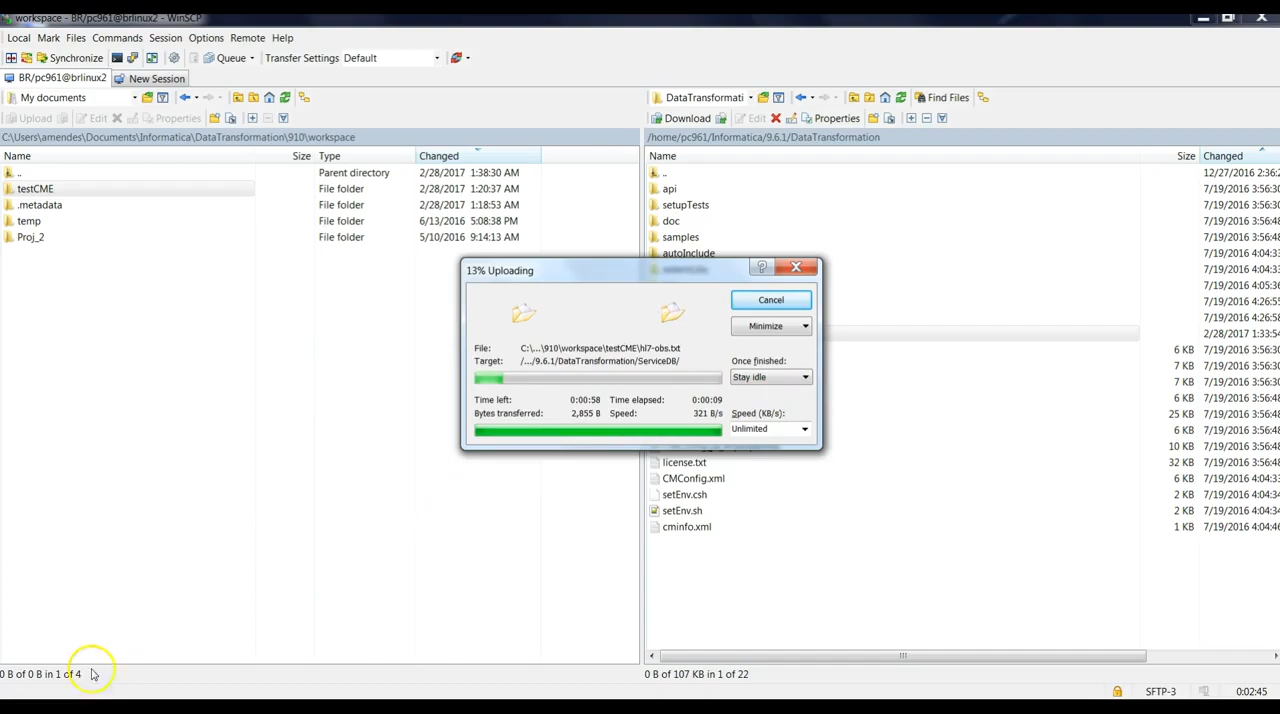 workspace - BR/pc961@brlinux2 - WinSCP
Local Mark Files Commands Session Options Remote Help
Synchronize Queue Transfer Settings Default
BR/pc961@brlinux2 New Session
My documents
DataTransformati Find Files
Upload Edit Properties
Download Edit Properties
C:\Users\amendes\Documents\Informatica\DataTransformation\910\workspace
/home/pc961/Informatica/9.6.1/DataTransformation
Name Size Type Changed
.. Parent directory 2/28/2017 1:38:30 AM
testCME File folder 2/28/2017 1:20:37 AM
.metadata File folder 2/28/2017 1:18:53 AM
temp File folder 6/13/2016 5:08:38 PM
Proj_2 File folder 5/10/2016 9:14:13 AM
Name Size Changed
.. 12/27/2016 2:36:2
api 7/19/2016 3:56:30
setupTests 7/19/2016 3:56:30
doc 7/19/2016 3:56:30
samples 7/19/2016 3:56:30
autoInclude 7/19/2016 4:04:33
7/19/2016 4:04:33
7/19/2016 4:05:36
7/19/2016 4:26:52
7/19/2016 4:26:58
2/28/2017 1:33:54
6 KB 7/19/2016 3:56:48
7 KB 7/19/2016 3:56:48
7 KB 7/19/2016 3:56:48
6 KB 7/19/2016 3:56:48
25 KB 7/19/2016 3:56:48
6 KB 7/19/2016 3:56:48
10 KB 7/19/2016 3:56:48
license.txt 32 KB 7/19/2016 3:56:48
CMConfig.xml 6 KB 7/19/2016 4:04:33
setEnv.csh 2 KB 7/19/2016 4:04:34
setEnv.sh 2 KB 7/19/2016 4:04:34
cminfo.xml 1 KB 7/19/2016 4:04:46
13% Uploading
Cancel
Minimize
File: C:\...\910\workspace\testCME\hl7-obs.txt
Target: /.../9.6.1/DataTransformation/ServiceDB/
Once finished:
Stay idle
Time left: 0:00:58 Time elapsed: 0:00:09
Bytes transferred: 2,855 B Speed: 321 B/s
Speed (KB/s):
Unlimited
0 B of 0 B in 1 of 4
0 B of 107 KB in 1 of 22
SFTP-3 0:02:45